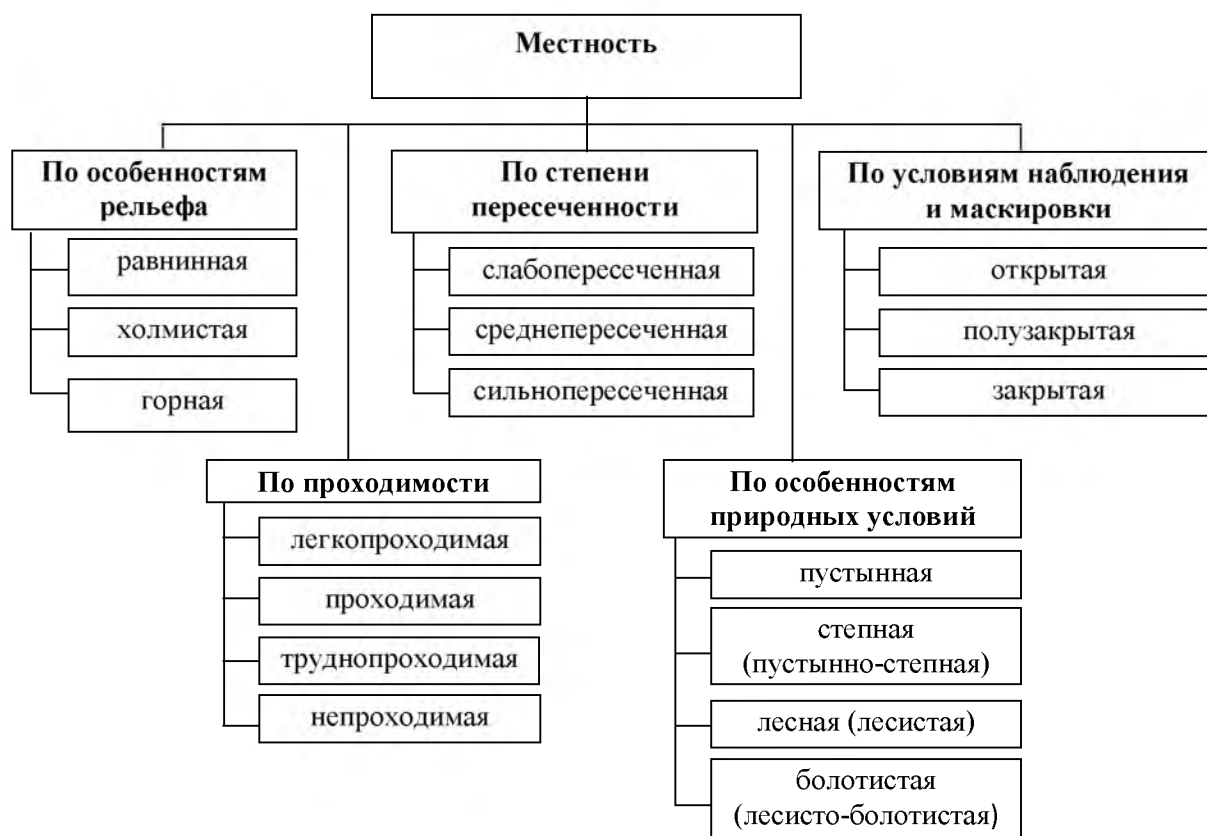 Местность
По особенностям
рельефа
равнинная
холмистая
горная
По степени
пересеченности
слабопересеченная
среднепересеченная
сильнопересеченная
По условиям наблюдения
и маскировки
открытая
полузакрытая
закрытая
По проходимости
легкопроходимая
проходимая
труднопроходимая
непроходимая
По особенностям
природных условий
пустынная
степная
(пустынно-степная)
лесная (лесистая)
болотистая
(лесисто-болотистая)